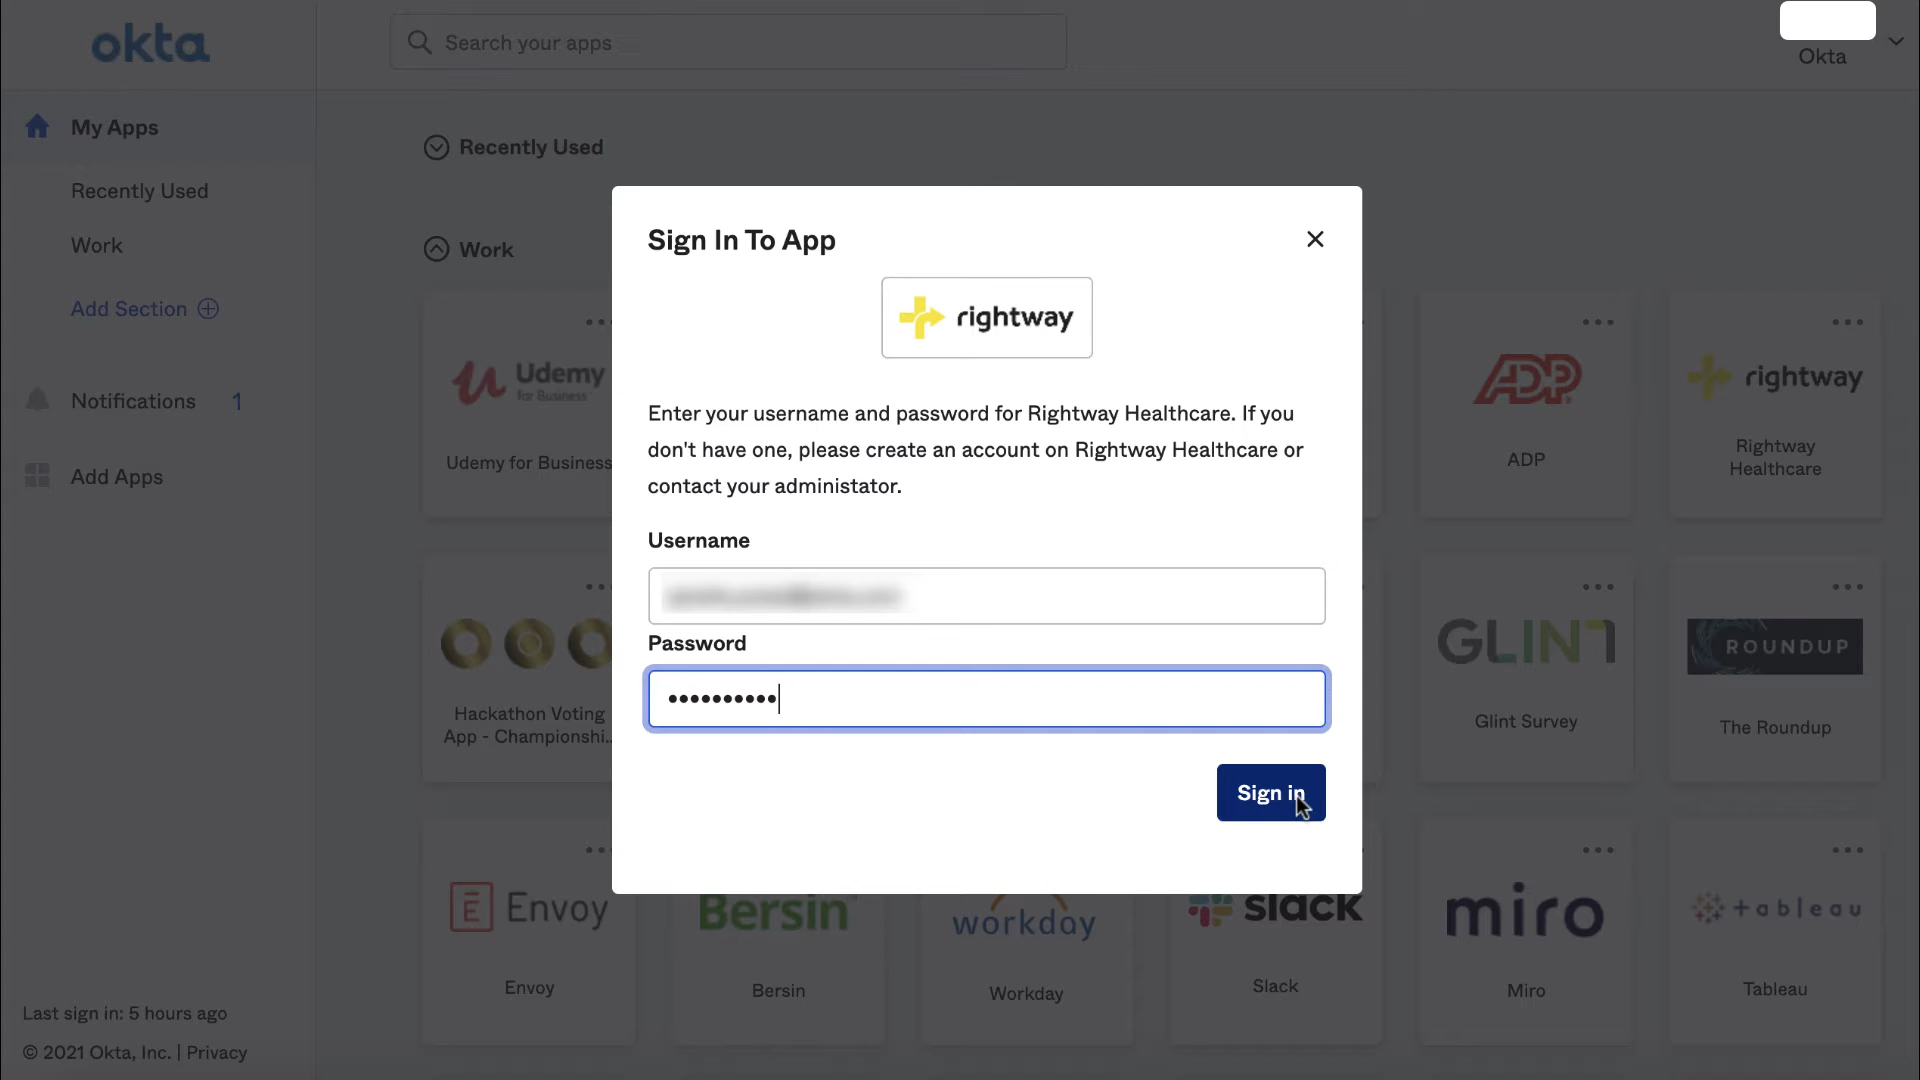 okta
Search your apps
Okta
My Apps
Recently Used
Work
Add Section
Notifications 1
Add Apps
Last sign in: 5 hours ago
© 2021 Okta, Inc. | Privacy
Recently Used
Work
Udemy
for Business
Udemy for Business
ADP
ADP
rightway
Rightway
Healthcare
Sign In To App
rightway
Enter your username and password for Rightway Healthcare. If you
don't have one, please create an account on Rightway Healthcare or
contact your administator.
Username
Password
Sign in
Hackathon Voting
App - Championshi...
GLINT
Glint Survey
ROUNDUP
The Roundup
Envoy
Envoy
Bersin
Bersin
workday
Workday
slack
Slack
miro
Miro
+ableau
Tableau